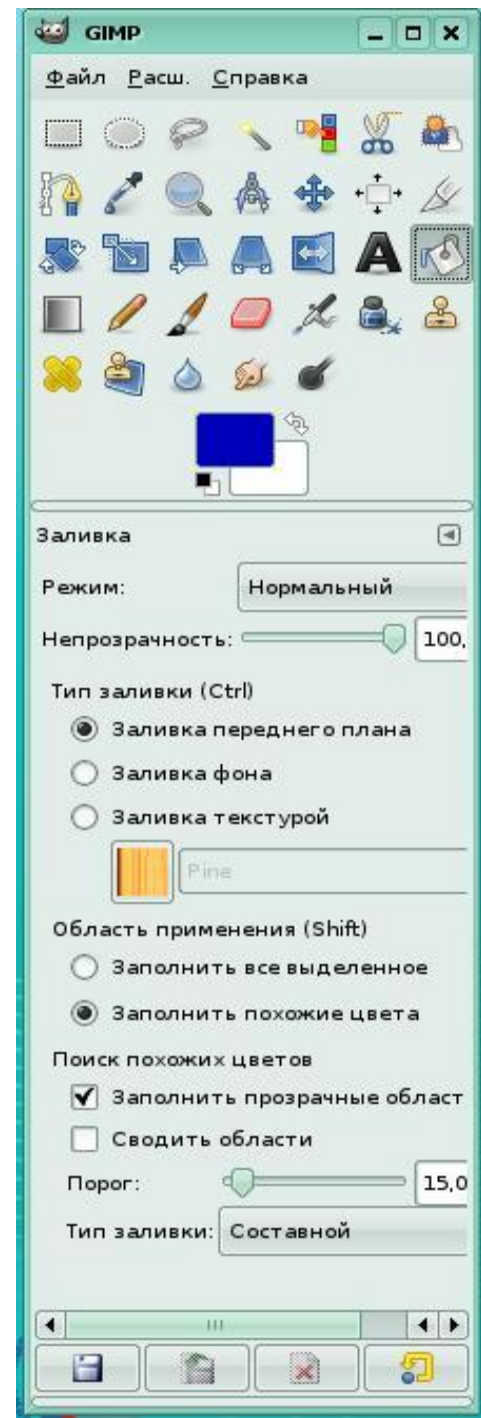 GIMP
Файл Расш. Справка
Заливка
Режим: Нормальный
Непрозрачность: 100,
Тип заливки (Ctrl)
Заливка переднего плана
Заливка фона
Заливка текстурой
Pine
Область применения (Shift)
Заполнить все выделенное
Заполнить похожие цвета
Поиск похожих цветов
Заполнить прозрачные област
Сводить области
Порог: 15,0
Тип заливки: Составной